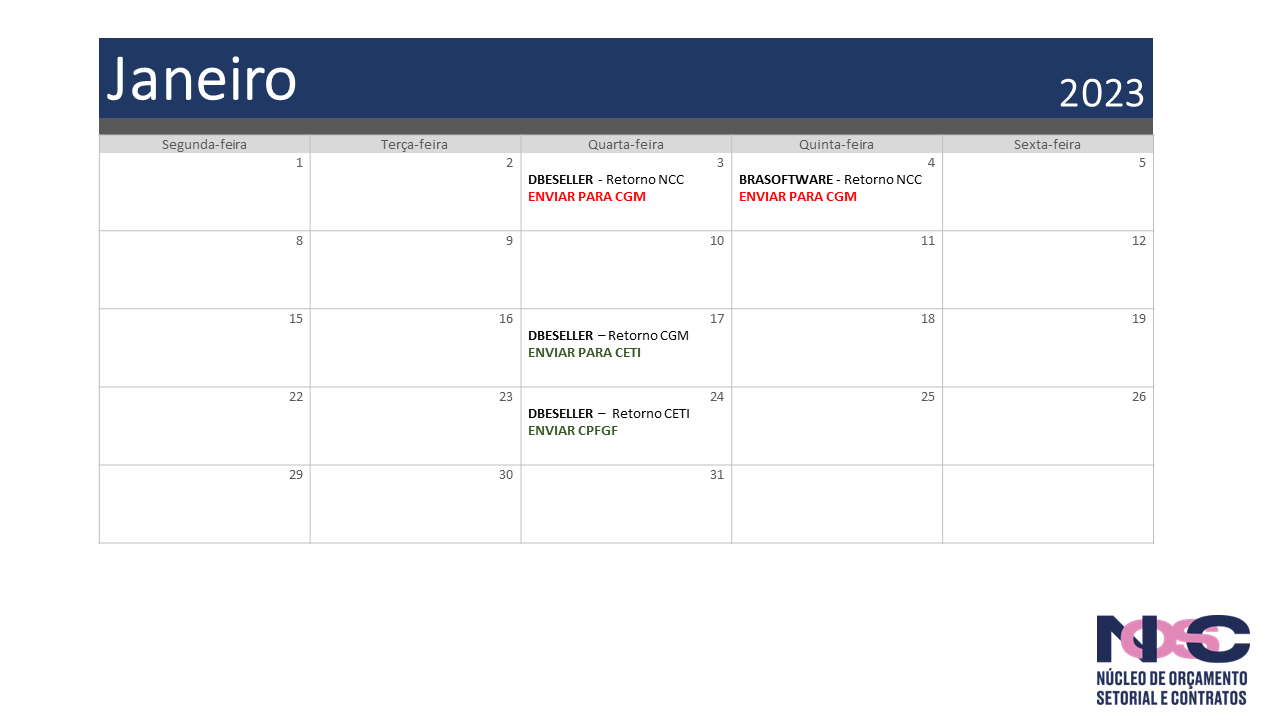 Janeiro
2023
Segunda-feira Terça-feira Quarta-feira Quinta-feira Sexta-feira
1 2 3 4 5
DBESELLER - Retorno NCC BRASOFTWARE - Retorno NCC
ENVIAR PARA CGM ENVIAR PARA CGM
8 9 10 11 12
15 16 17 18 19
DBESELLER – Retorno CGM
ENVIAR PARA CETI
22 23 24 25 26
DBESELLER – Retorno CETI
ENVIAR CPFGF
29 30 31
NOSC
NÚCLEO DE ORÇAMENTO
SETORIAL E CONTRATOS